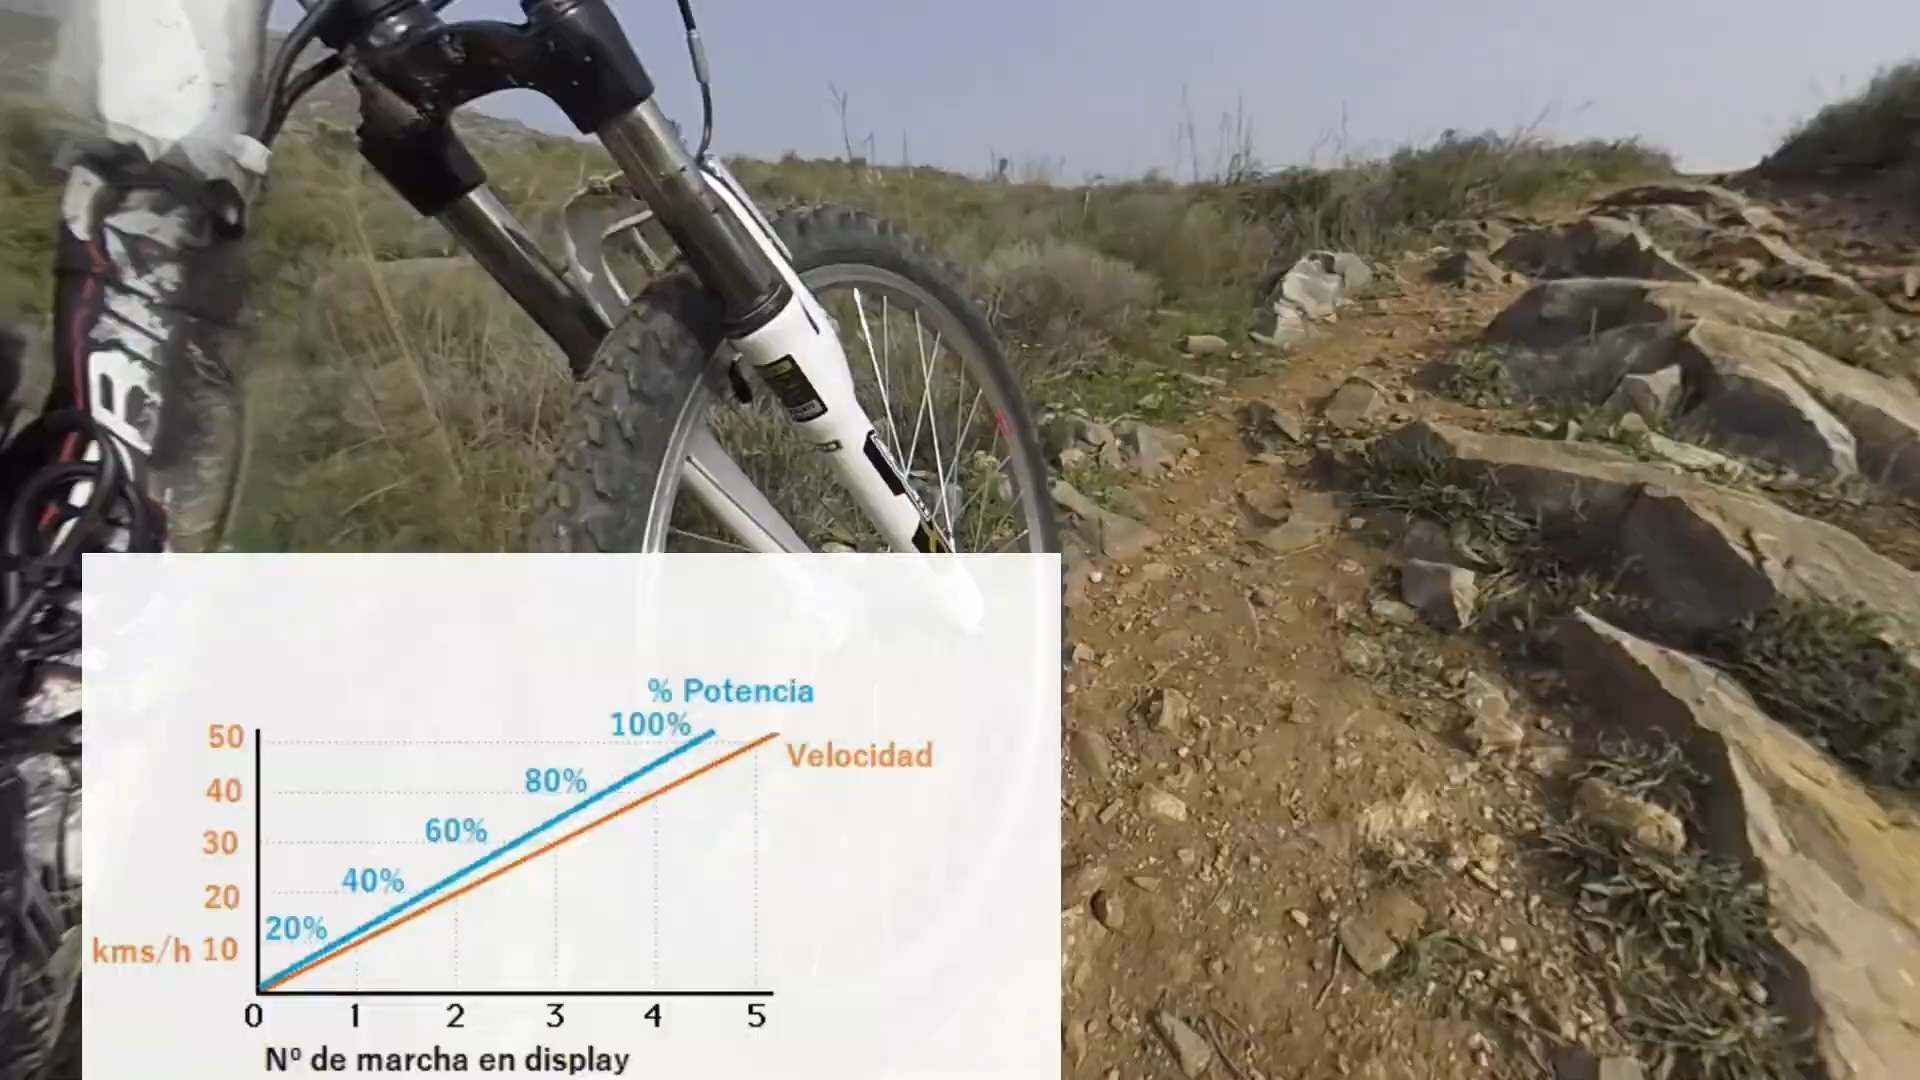 % Potencia
100%
50
Velocidad
80%
40
60%
30
40%
20
20%
kms/h 10
0 1 2 3 4 5
Nº de marcha en display